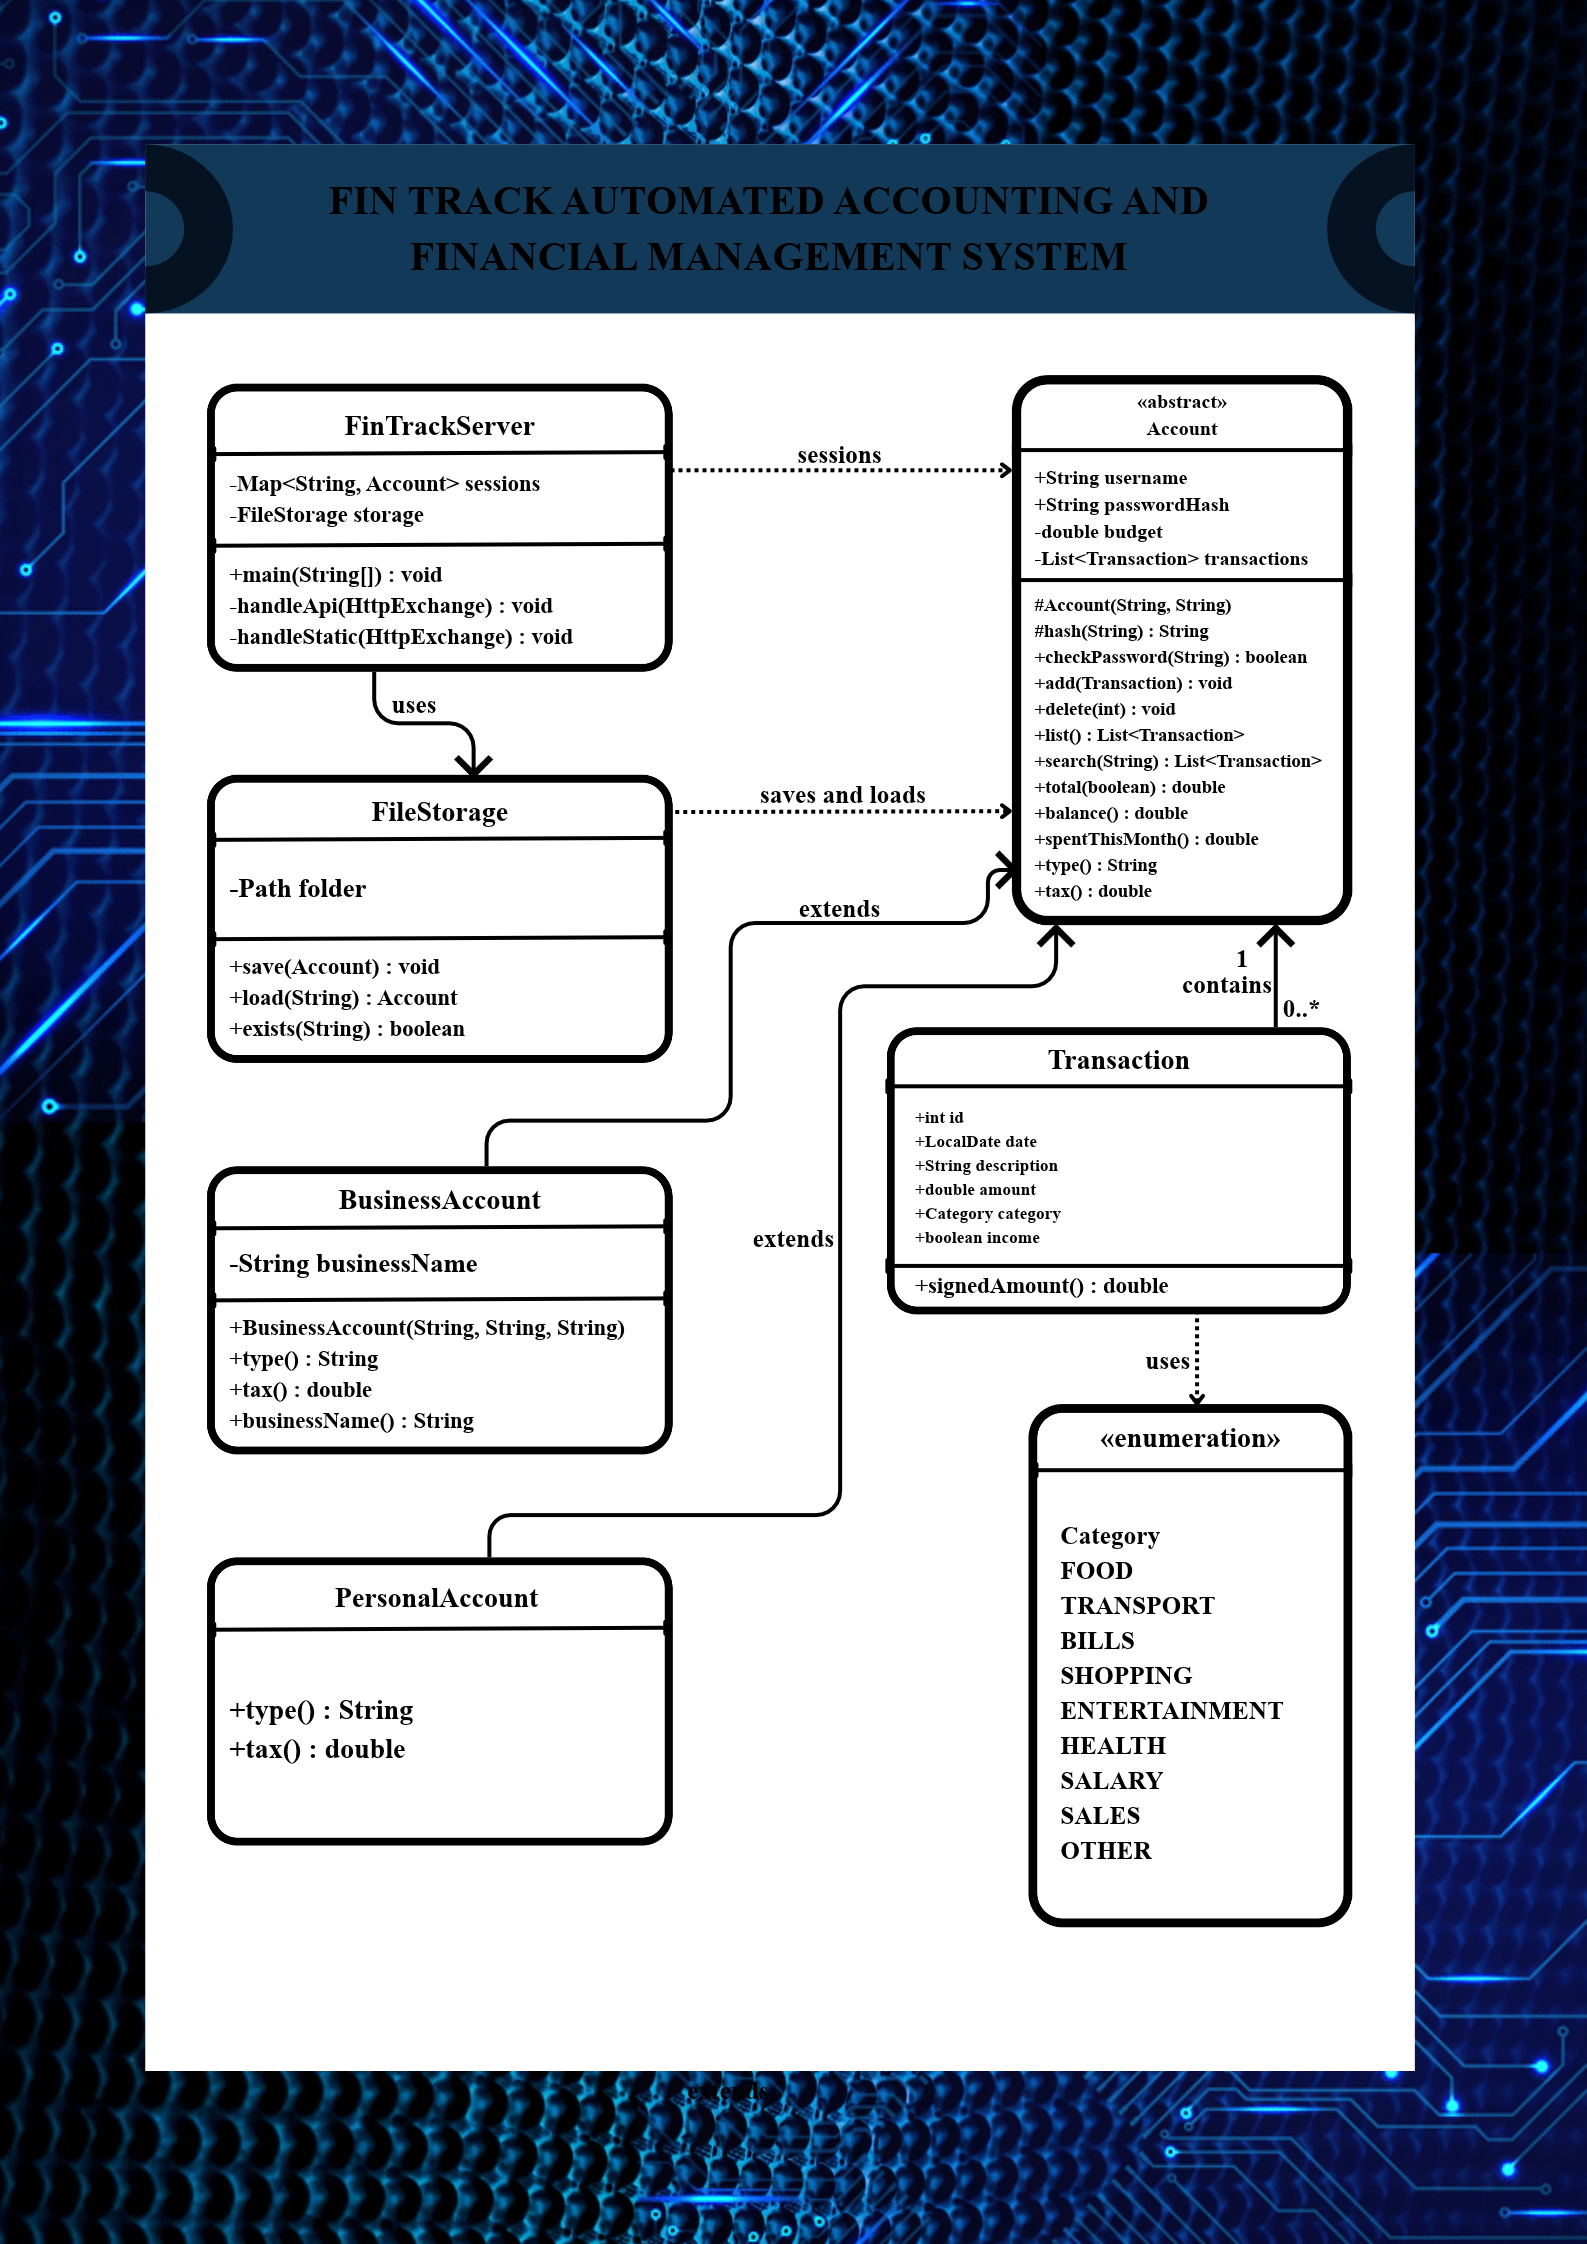 FIN TRACK AUTOMATED ACCOUNTING AND
FINANCIAL MANAGEMENT SYSTEM
FinTrackServer
-Map<String, Account> sessions
-FileStorage storage
+main(String[]) : void
-handleApi(HttpExchange) : void
-handleStatic(HttpExchange) : void
sessions
«abstract»
Account
+String username
+String passwordHash
-double budget
-List<Transaction> transactions
#Account(String, String)
#hash(String) : String
+checkPassword(String) : boolean
+add(Transaction) : void
+delete(int) : void
+list() : List<Transaction>
+search(String) : List<Transaction>
+total(boolean) : double
+balance() : double
+spentThisMonth() : double
+type() : String
+tax() : double
uses
FileStorage
-Path folder
+save(Account) : void
+load(String) : Account
+exists(String) : boolean
saves and loads
extends
1
contains
0..*
Transaction
+int id
+LocalDate date
+String description
+double amount
+Category category
+boolean income
+signedAmount() : double
BusinessAccount
-String businessName
+BusinessAccount(String, String, String)
+type() : String
+tax() : double
+businessName() : String
extends
uses
«enumeration»
Category
FOOD
TRANSPORT
BILLS
SHOPPING
ENTERTAINMENT
HEALTH
SALARY
SALES
OTHER
PersonalAccount
+type() : String
+tax() : double
extends